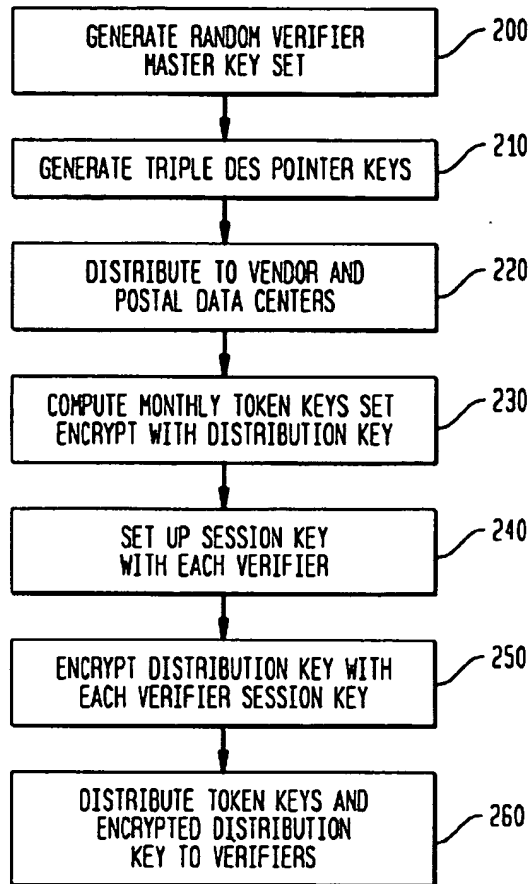 GENERATE RANDOM VERIFIER
MASTER KEY SET
200
GENERATE TRIPLE DES POINTER KEYS
210
DISTRIBUTE TO VENDOR AND
POSTAL DATA CENTERS
220
COMPUTE MONTHLY TOKEN KEYS SET
ENCRYPT WITH DISTRIBUTION KEY
230
SET UP SESSION KEY
WITH EACH VERIFIER
240
ENCRYPT DISTRIBUTION KEY WITH
EACH VERIFIER SESSION KEY
250
DISTRIBUTE TOKEN KEYS AND
ENCRYPTED DISTRIBUTION
KEY TO VERIFIERS
260